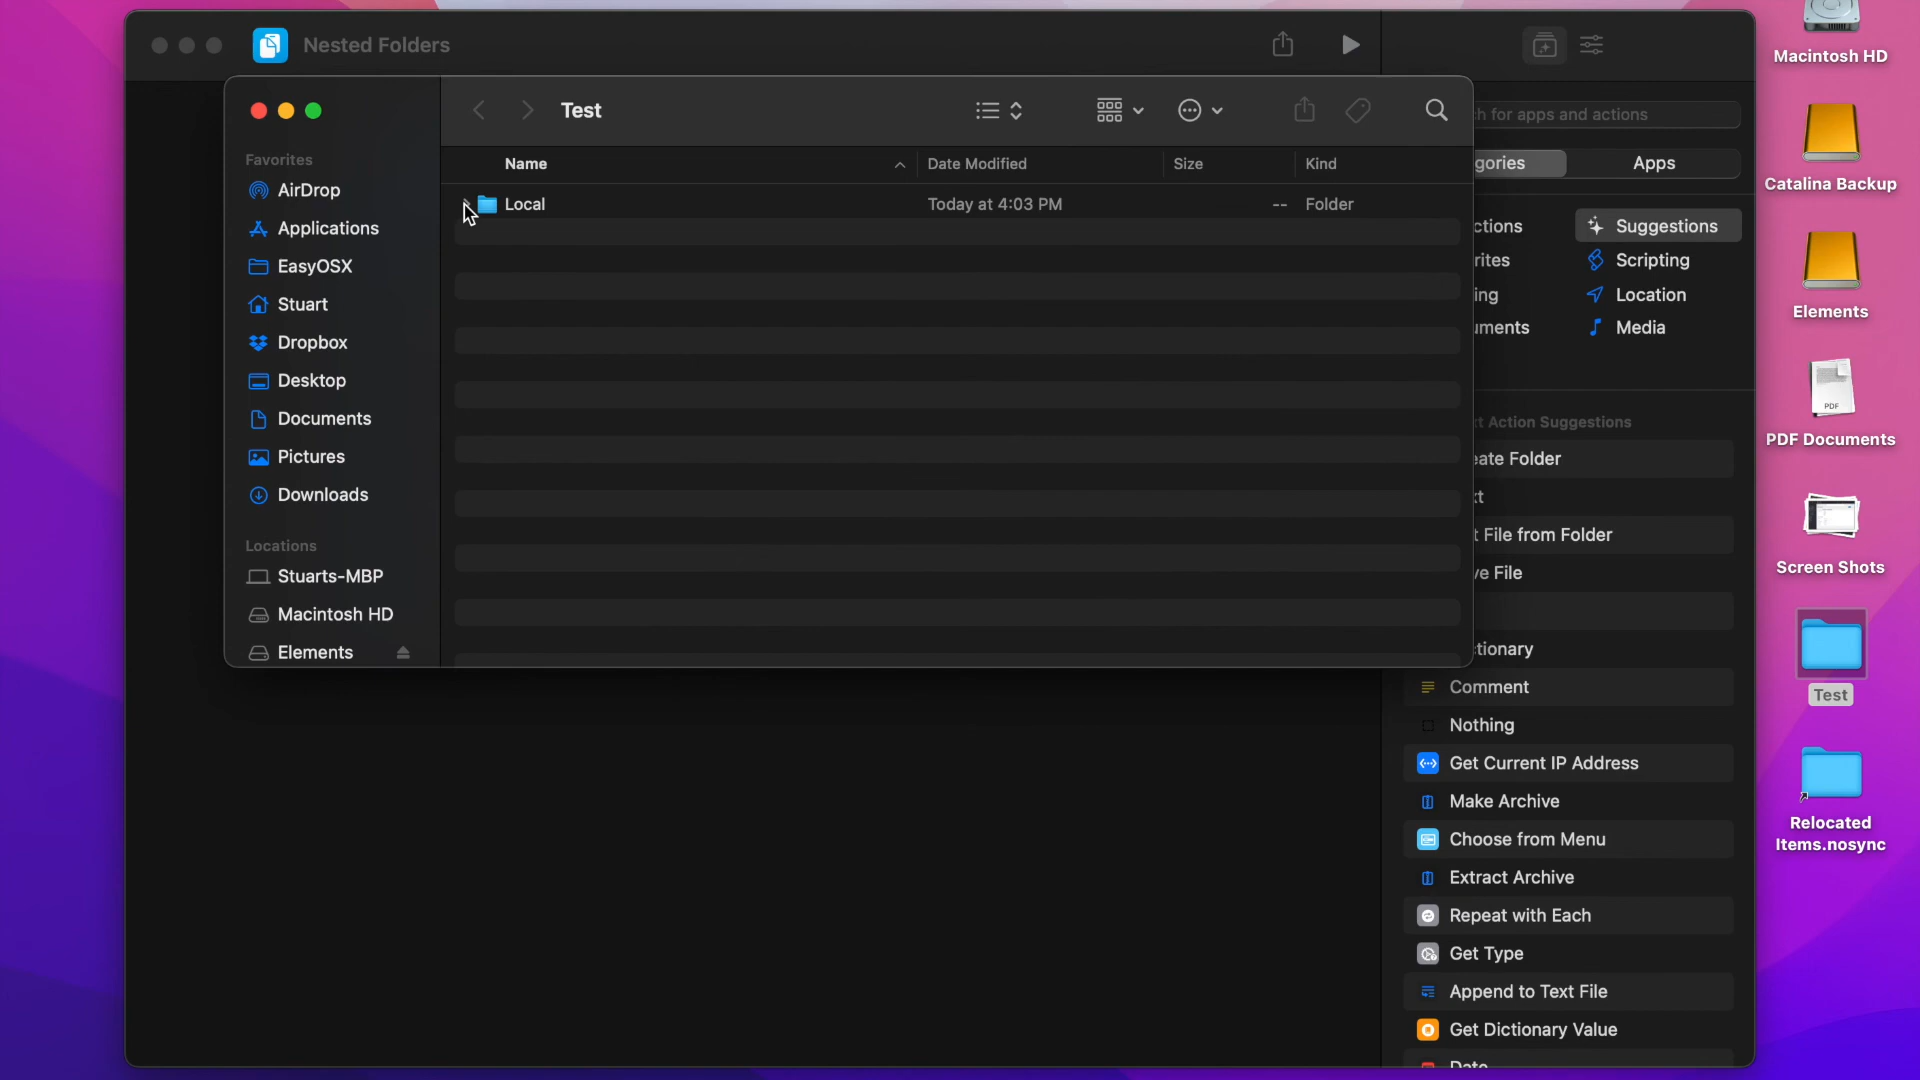 Nested Folders
Test
Favorites
AirDrop
Applications
EasyOSX
Stuart
Dropbox
Desktop
Documents
Pictures
Downloads
Locations
Stuarts-MBP
Macintosh HD
Elements
Name
Date Modified
Size
Kind
Local
Today at 4:03 PM
--
Folder
h for apps and actions
gories
Apps
ctions
Suggestions
rites
Scripting
ing
Location
uments
Media
t Action Suggestions
eate Folder
xt
t File from Folder
ve File
tionary
Comment
Nothing
Get Current IP Address
Make Archive
Choose from Menu
Extract Archive
Repeat with Each
Get Type
Append to Text File
Get Dictionary Value
Date
Macintosh HD
Catalina Backup
Elements
PDF
PDF Documents
Screen Shots
Test
Relocated
Items.nosync